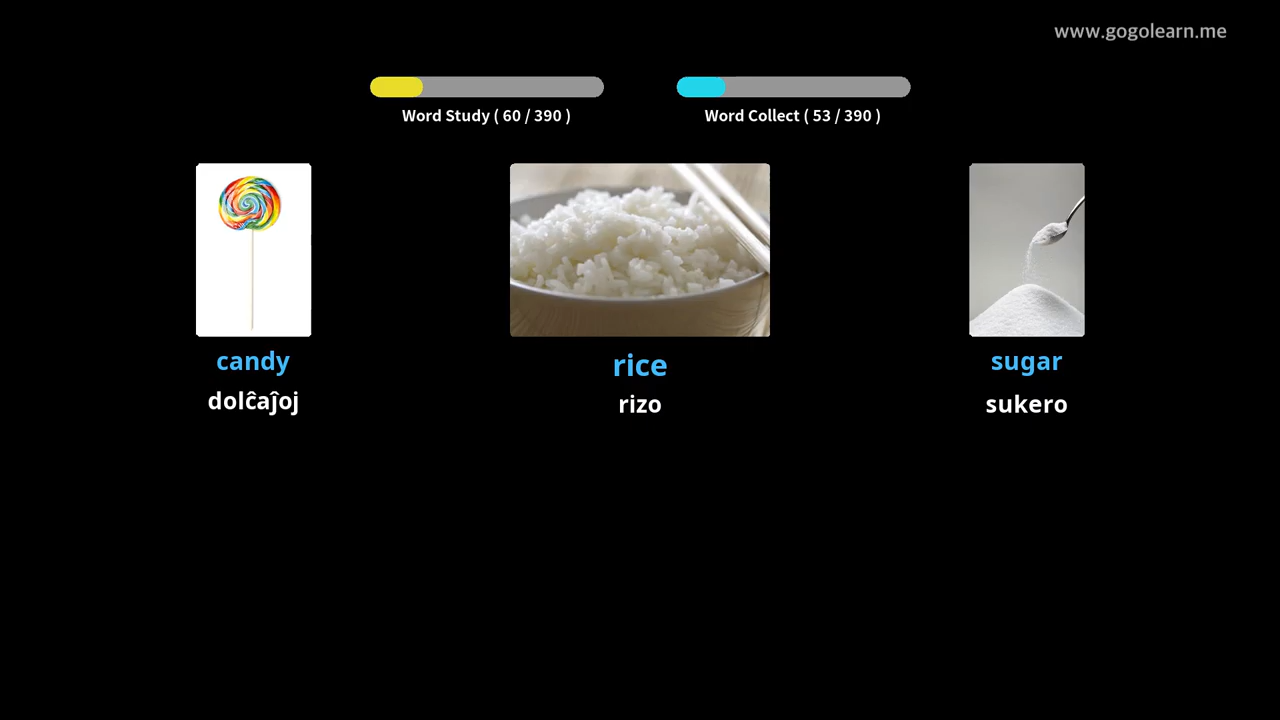 www.gogolearn.me
Word Study ( 60 / 390 )
Word Collect ( 53 / 390 )
candy
dolĉaĵoj
rice
rizo
sugar
sukero